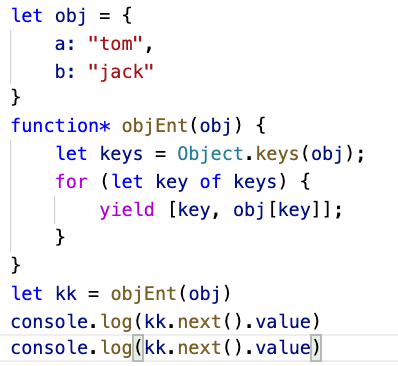 let obj = {
    a: "tom",
    b: "jack"
}
function* objEnt(obj) {
    let keys = Object.keys(obj);
    for (let key of keys) {
        yield [key, obj[key]];
    }
}
let kk = objEnt(obj)
console.log(kk.next().value)
console.log(kk.next().value)